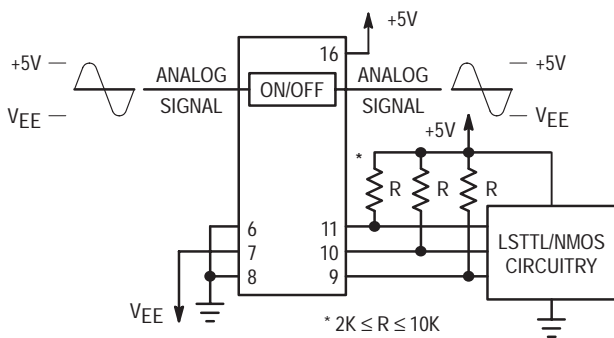 +5V
16
+5V
ANALOG
SIGNAL
ON/OFF
ANALOG
SIGNAL
+5V
VEE
VEE
+5V
*
R
R
R
6
11
7
10
8
9
LSTTL/NMOS
CIRCUITRY
VEE
* 2K ≤ R ≤ 10K